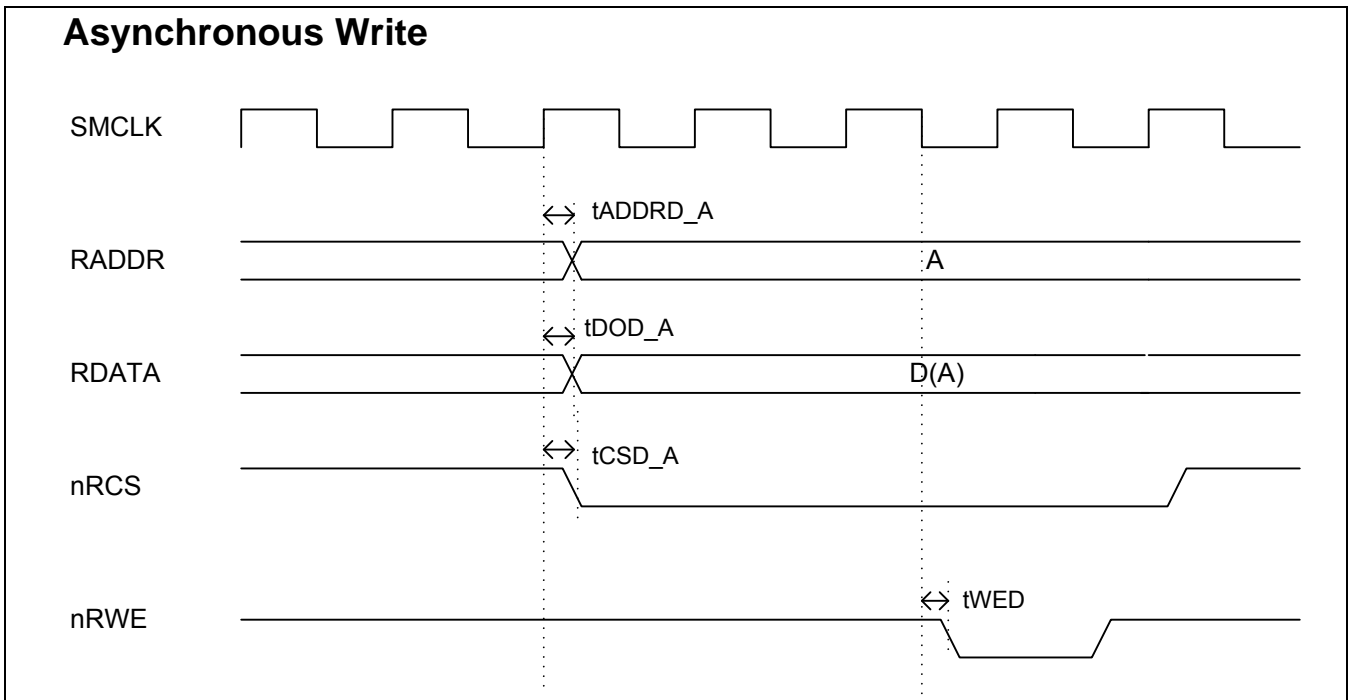 Asynchronous Write
SMCLK
tADDRD_A
RADDR
A
tDOD_A
RDATA
D(A)
tCSD_A
nRCS
tWED
nRWE